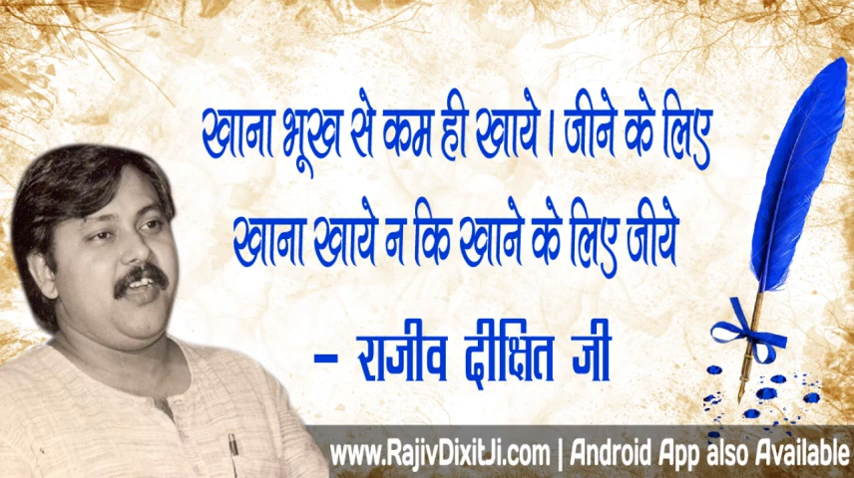 खाना भूख से कम ही खाये। जीने के लिए
खाना खाये न कि खाने के लिए जीये
– राजीव दीक्षित जी
www.RajivDixitJi.com | Android App also Available